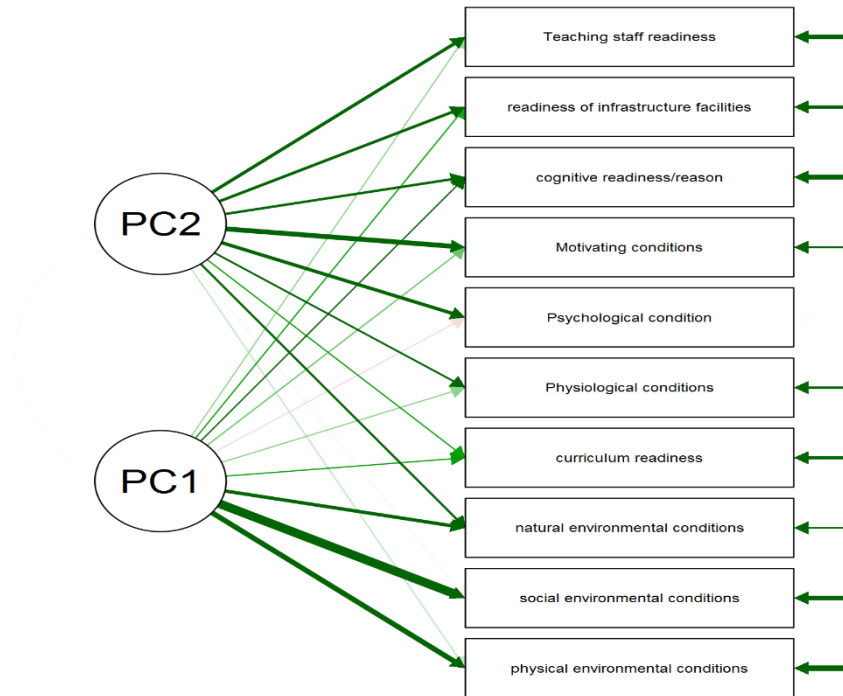 Teaching staff readiness
readiness of infrastructure facilities
cognitive readiness/reason
PC2
Motivating conditions
Psychological condition
Physiological conditions
curriculum readiness
PC1
natural environmental conditions
social environmental conditions
physical environmental conditions